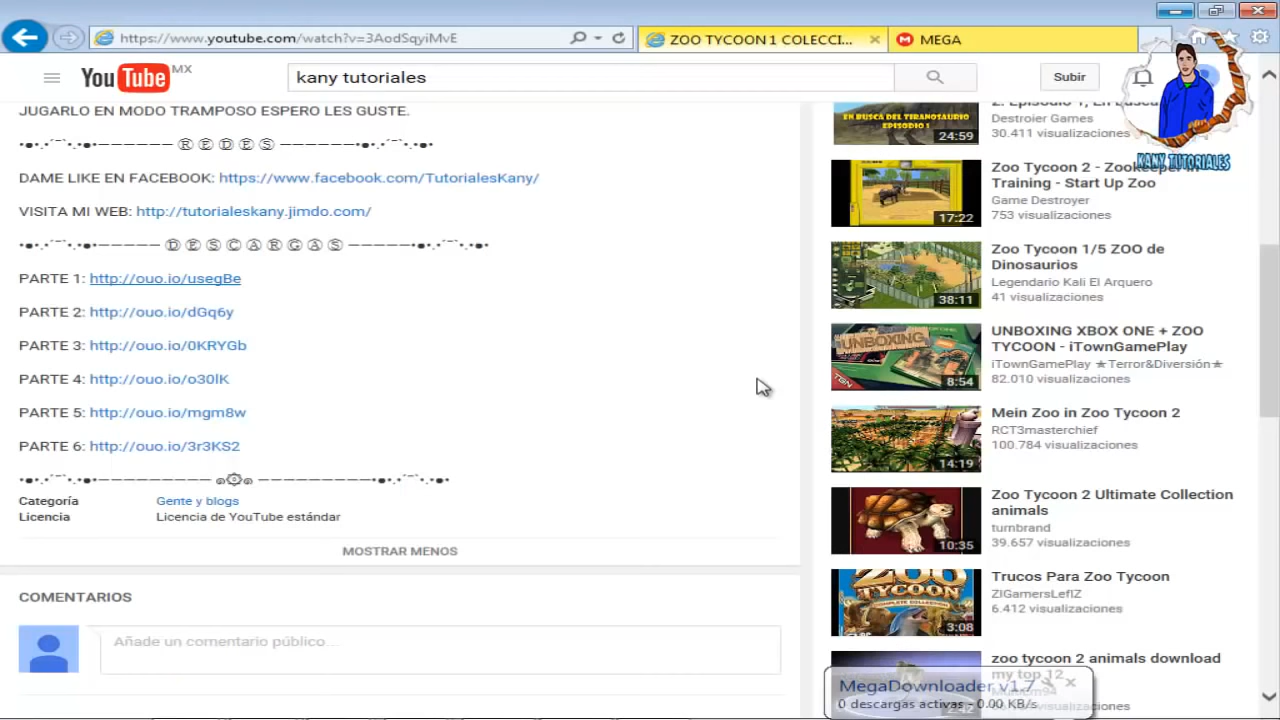 https://www.youtube.com/watch?v=3AodSqyiMvE
ZOO TYCOON 1 COLECCI...
MEGA
YouTube MX
kany tutoriales
Subir
KANY TUTORIALES
JUGARLO EN MODO TRAMPOSO ESPERO LES GUSTE.
REDES
DAME LIKE EN FACEBOOK: https://www.facebook.com/TutorialesKany/
VISITA MI WEB: http://tutorialeskany.jimdo.com/
DESCARGAS
PARTE 1: http://ouo.io/usegBe
PARTE 2: http://ouo.io/dGq6y
PARTE 3: http://ouo.io/0KRYGb
PARTE 4: http://ouo.io/o30lK
PARTE 5: http://ouo.io/mgm8w
PARTE 6: http://ouo.io/3r3KS2
Categoría Gente y blogs
Licencia Licencia de YouTube estándar
MOSTRAR MENOS
COMENTARIOS
Añade un comentario público...
EN BUSCA DEL TIRANOSAURIO
EPISODIO 1
24:59
2. Episodio 1, En
Destroier Games
30.411 visualizaciones
17:22
Zoo Tycoon 2 - Zookeeper in
Training - Start Up Zoo
Game Destroyer
753 visualizaciones
38:11
Zoo Tycoon 1/5 ZOO de
Dinosaurios
Legendario Kali El Arquero
41 visualizaciones
UNBOXING
TGN
8:54
UNBOXING XBOX ONE + ZOO
TYCOON - iTownGamePlay
iTownGamePlay ★Terror&Diversión★
82.010 visualizaciones
14:19
Mein Zoo in Zoo Tycoon 2
RCT3masterchief
100.784 visualizaciones
10:35
Zoo Tycoon 2 Ultimate Collection
animals
turnbrand
39.657 visualizaciones
ZOO
TYCOON
3:08
Trucos Para Zoo Tycoon
ZIGamersLefIZ
6.412 visualizaciones
zoo tycoon 2 animals download
my top 12
visualizaciones
MegaDownloader v1.7
0 descargas activas - 0.00 KB/s